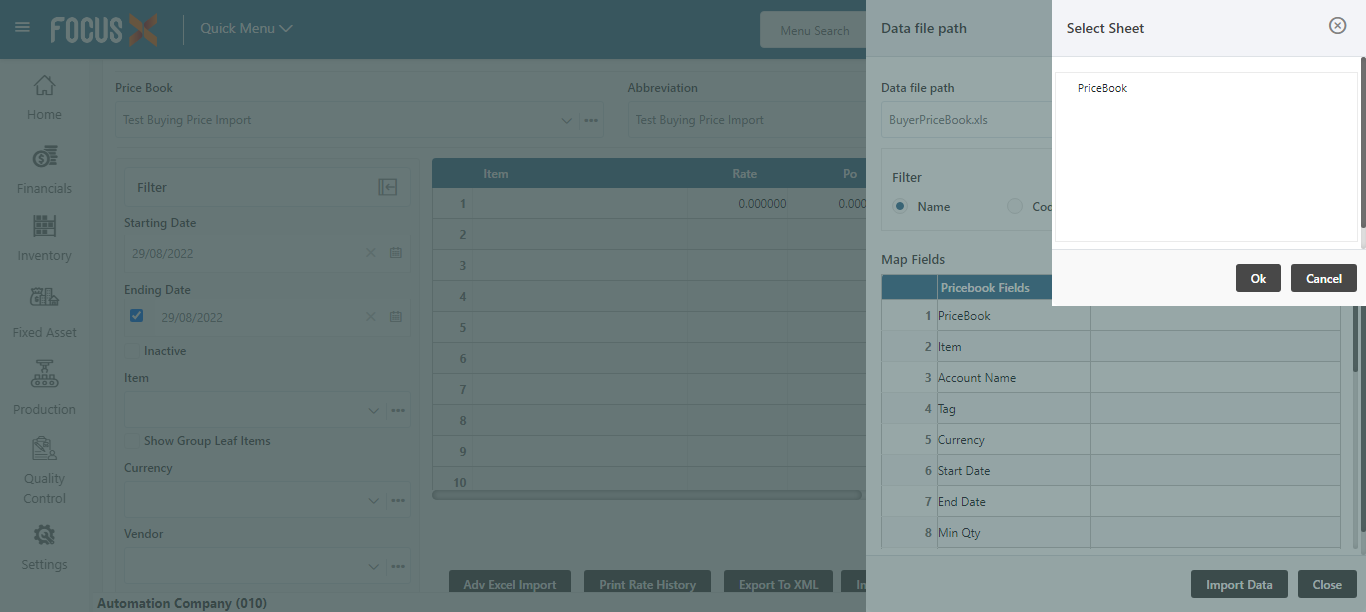 FOCUS X
Quick Menu
Menu Search
Home
Financials
Inventory
Fixed Asset
Production
Quality
Control
Settings
Price Book
Test Buying Price Import
Abbreviation
Test Buying Price Import
Filter
Starting Date
29/08/2022
Ending Date
29/08/2022
Inactive
Item
Show Group Leaf Items
Currency
Vendor
Item Rate Po
1 0.000000 0.000
2
3
4
5
6
7
8
9
10
Adv Excel Import
Print Rate History
Export To XML
Automation Company (010)
Data file path
Data file path
BuyerPriceBook.xls
Filter
Name
Map Fields
Pricebook Fields
1 PriceBook
2 Item
3 Account Name
4 Tag
5 Currency
6 Start Date
7 End Date
8 Min Qty
Import Data
Close
Select Sheet
PriceBook
Ok
Cancel